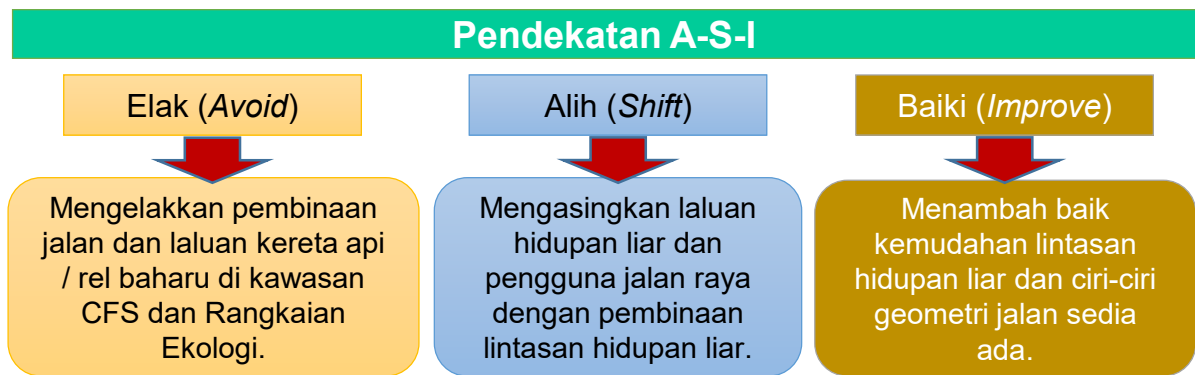 Pendekatan A-S-I
Elak (Avoid)
Mengelakkan pembinaan
jalan dan laluan kereta api
/ rel baharu di kawasan
CFS dan Rangkaian
Ekologi.
Alih (Shift)
Mengasingkan laluan
hidupan liar dan
pengguna jalan raya
dengan pembinaan
lintasan hidupan liar.
Baiki (Improve)
Menambah baik
kemudahan lintasan
hidupan liar dan ciri-ciri
geometri jalan sedia
ada.